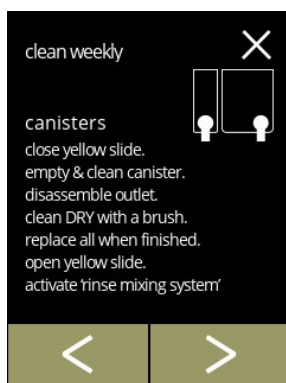 clean weekly
canisters
close yellow slide.
empty & clean canister.
disassemble outlet.
clean DRY with a brush.
replace all when finished.
open yellow slide.
activate ‘rinse mixing system’